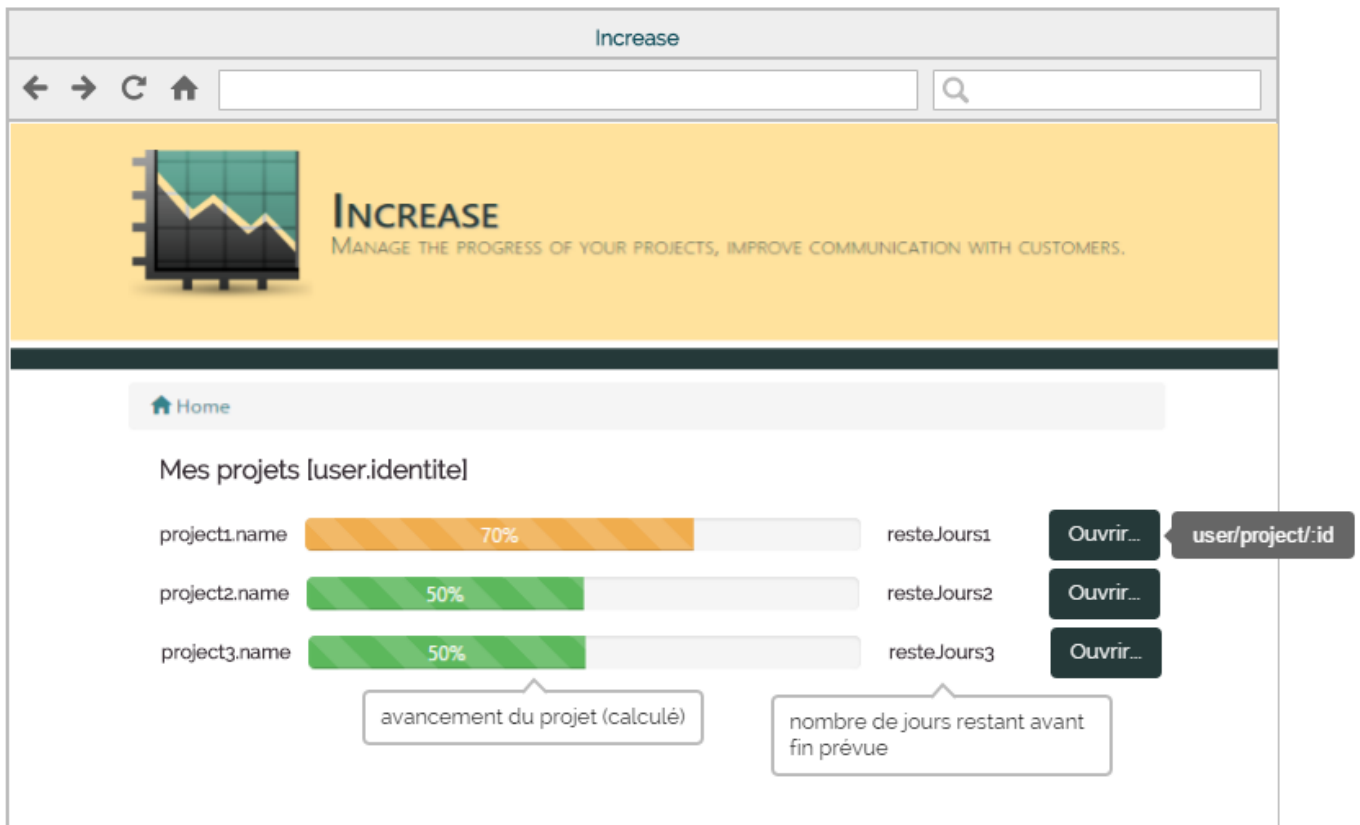 Increase
INCREASE
MANAGE THE PROGRESS OF YOUR PROJECTS, IMPROVE COMMUNICATION WITH CUSTOMERS.
Home
Mes projets [user.identite]
project1.name 70% resteJours1 Ouvrir... user/project/:id
project2.name 50% resteJours2 Ouvrir...
project3.name 50% resteJours3 Ouvrir...
avancement du projet (calculé)
nombre de jours restant avant
fin prévue